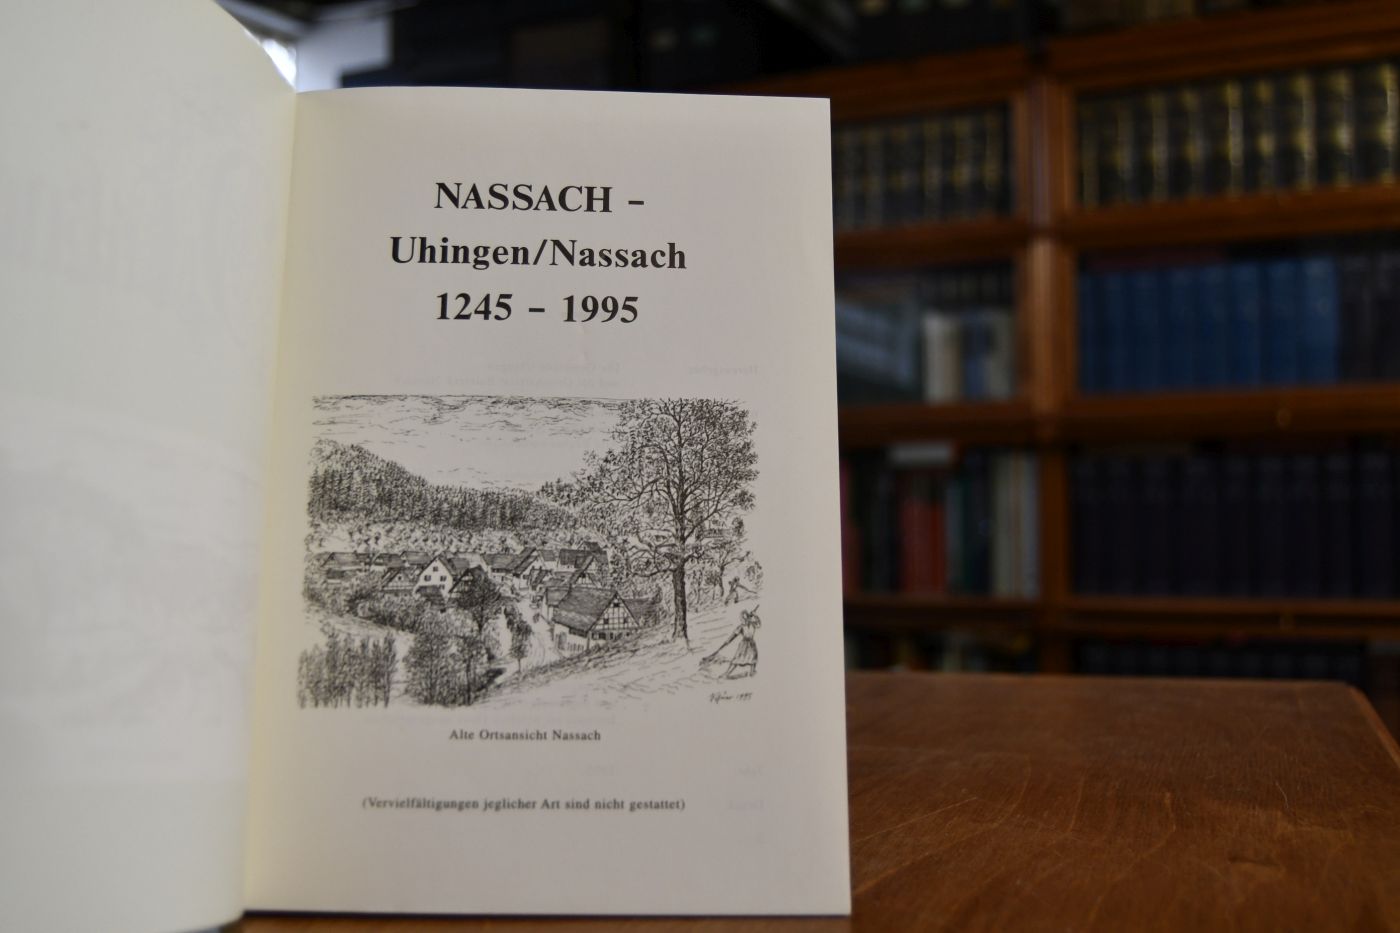 NASSACH –
Uhingen/Nassach
1245 – 1995
Alte Ortsansicht Nassach
(Vervielfältigungen jeglicher Art sind nicht gestattet)